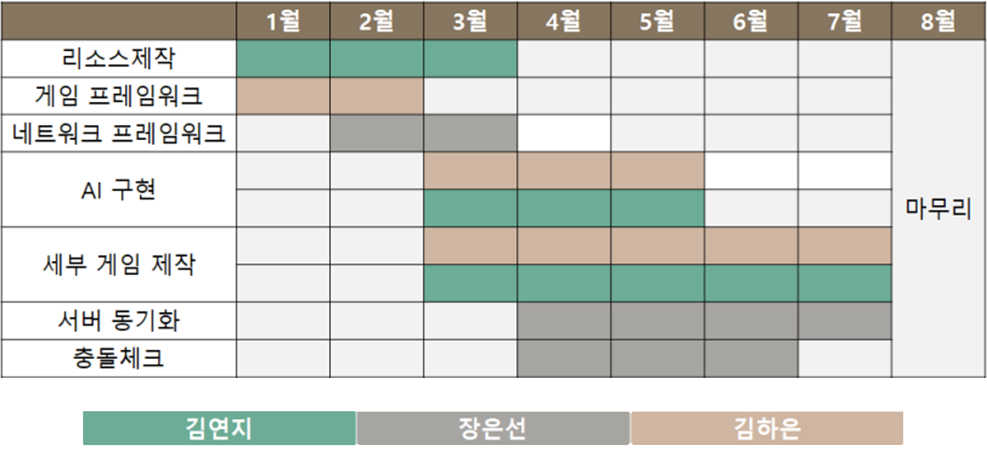 1월 2월 3월 4월 5월 6월 7월 8월
리소스제작
게임 프레임워크
네트워크 프레임워크
AI 구현
마무리
세부 게임 제작
서버 동기화
충돌체크
김연지 장은선 김하은